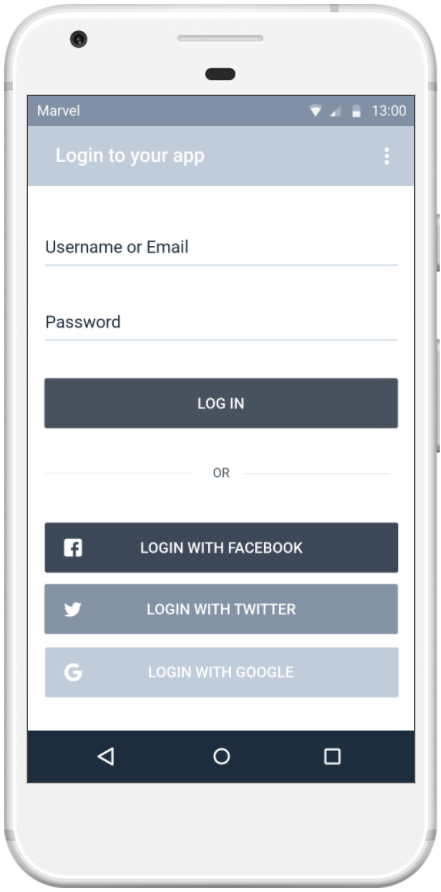 Marvel 13:00
Login to your app
Username or Email
Password
LOG IN
OR
LOGIN WITH FACEBOOK
LOGIN WITH TWITTER
LOGIN WITH GOOGLE